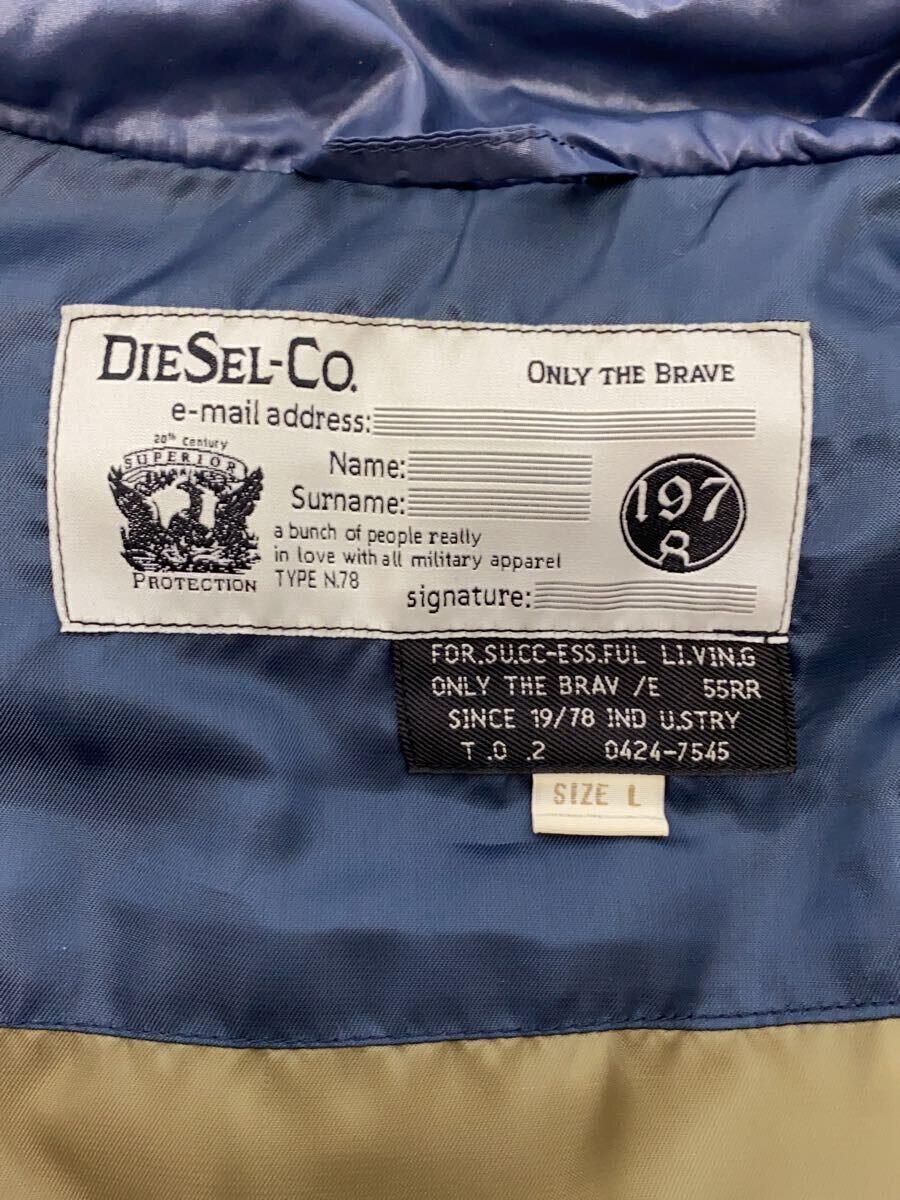 DIESEL-CO.
ONLY THE BRAVE
e-mail address:
20th Century
SUPERIOR
PROTECTION
Name:
Surname:
a bunch of people really
in love with all military apparel
TYPE N.78
197
8
signature:
FOR.SU.CC-ESS.FUL LI.VIN.G
ONLY THE BRAV /E 55RR
SINCE 19/78 IND U.STRY
T .O .2 0424-7545
SIZE L